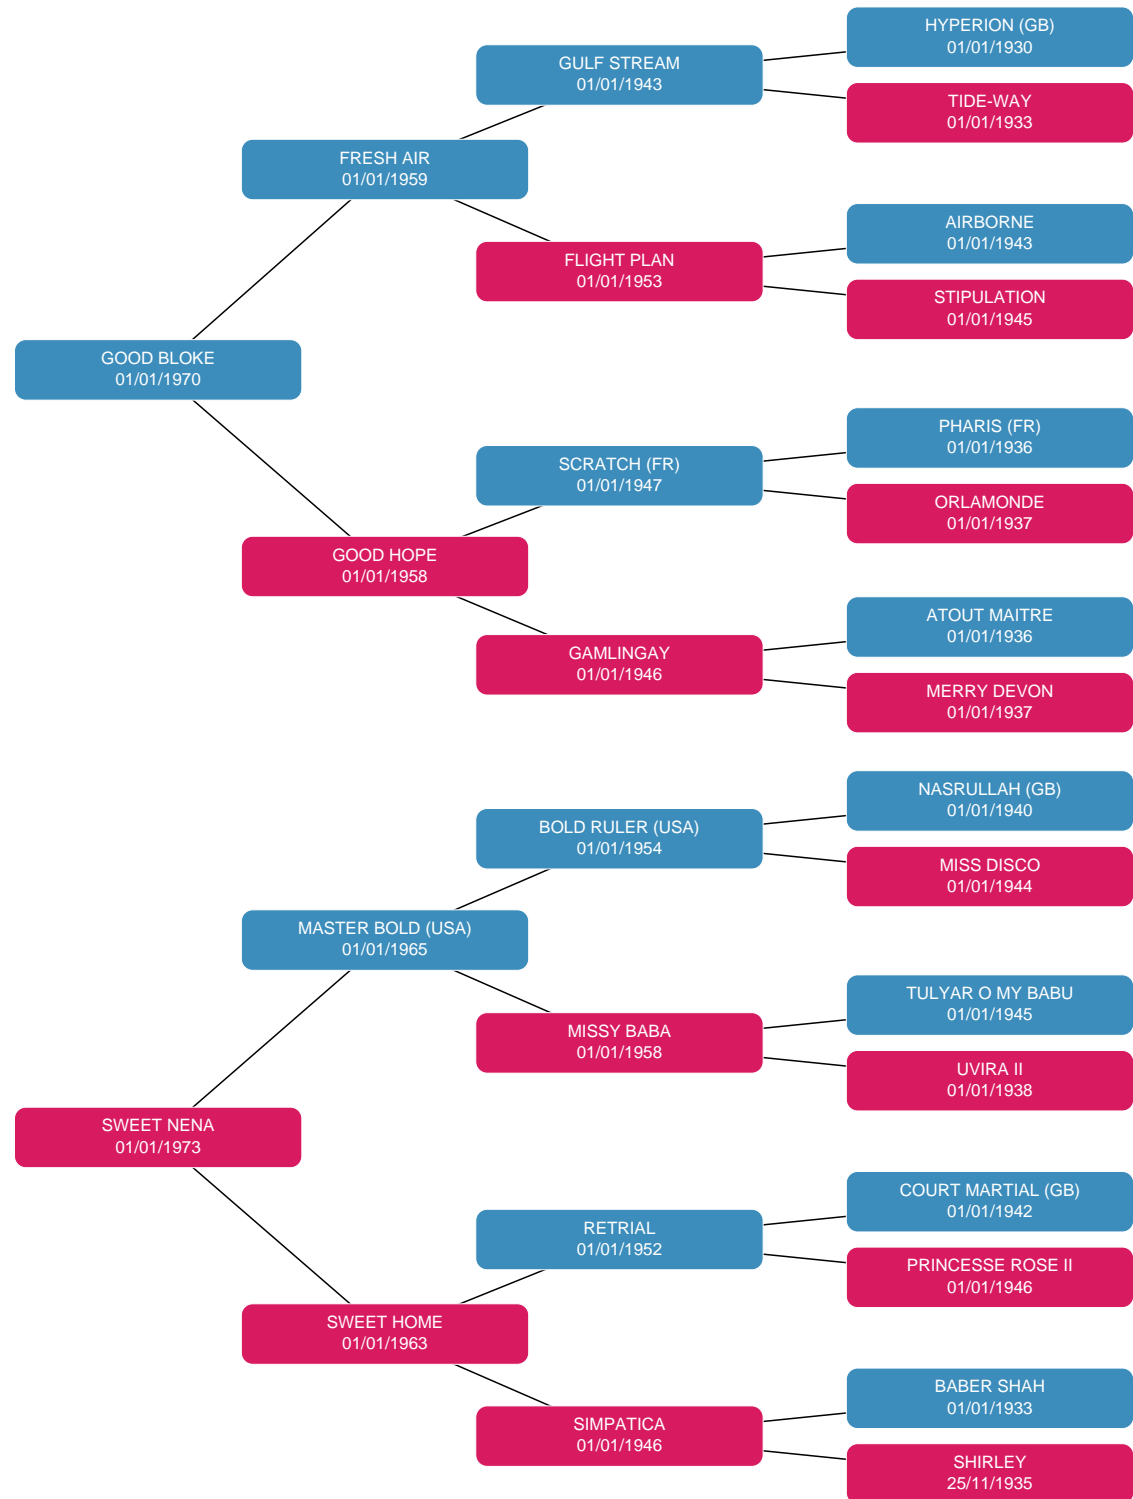 HYPERION (GB)
01/01/1930
GULF STREAM
01/01/1943
TIDE-WAY
01/01/1933
FRESH AIR
01/01/1959
AIRBORNE
01/01/1943
FLIGHT PLAN
01/01/1953
STIPULATION
01/01/1945
GOOD BLOKE
01/01/1970
PHARIS (FR)
01/01/1936
SCRATCH (FR)
01/01/1947
ORLAMONDE
01/01/1937
GOOD HOPE
01/01/1958
ATOUT MAITRE
01/01/1936
GAMLINGAY
01/01/1946
MERRY DEVON
01/01/1937
NASRULLAH (GB)
01/01/1940
BOLD RULER (USA)
01/01/1954
MISS DISCO
01/01/1944
MASTER BOLD (USA)
01/01/1965
TULYAR O MY BABU
01/01/1945
MISSY BABA
01/01/1958
UVIRA II
01/01/1938
SWEET NENA
01/01/1973
COURT MARTIAL (GB)
01/01/1942
RETRIAL
01/01/1952
PRINCESSE ROSE II
01/01/1946
SWEET HOME
01/01/1963
BABER SHAH
01/01/1933
SIMPATICA
01/01/1946
SHIRLEY
25/11/1935